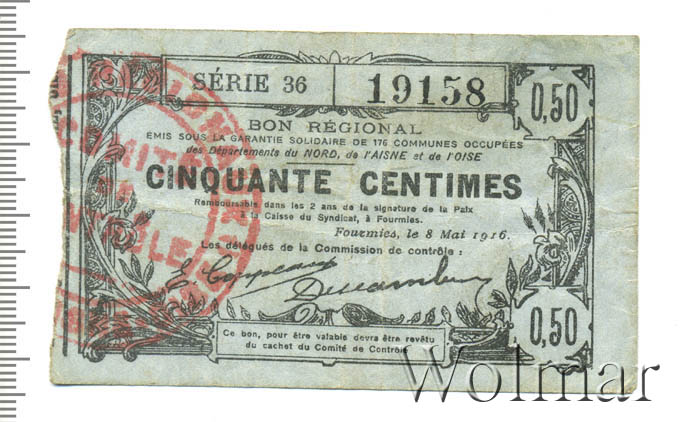 SÉRIE 36
19158
0,50
BON RÉGIONAL
EMIS SOUS LA GARANTIE SOLIDAIRE DE 176 COMMUNES OCCUPÉES
des Départements du NORD, de l'AISNE et de l'OISE
CINQUANTE CENTIMES
Remboursable dans les 2 ans de la signature de la Paix
à la Caisse du Syndicat, à Fourmies.
Fourmies, le 8 Mai 1916.
Les délégués de la Commission de contrôle :
COMITÉ
0,50
Ce bon, pour être valable devra être revêtu
du cachet du Comité de Contrôle
Wolmar